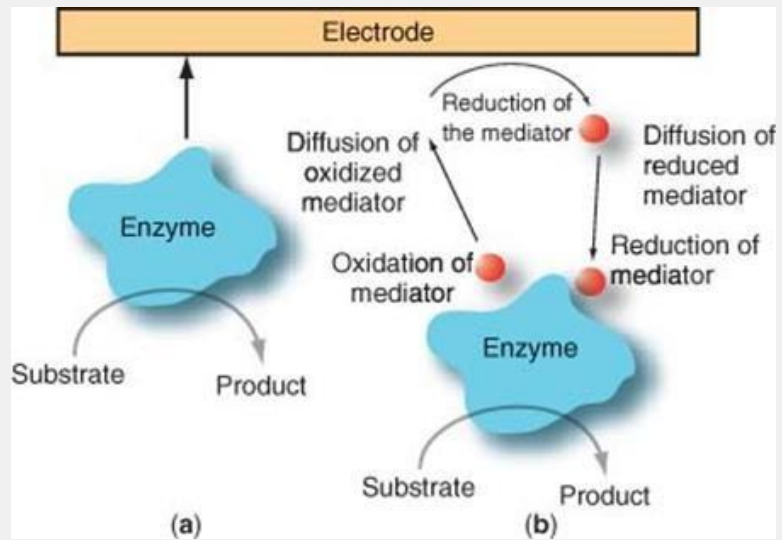 Electrode
Reduction of
the mediator
Diffusion of
oxidized
mediator
Diffusion of
reduced
mediator
Enzyme
Oxidation of
mediator
Reduction of
mediator
Enzyme
Substrate
Product
Substrate
Product
(a)
(b)